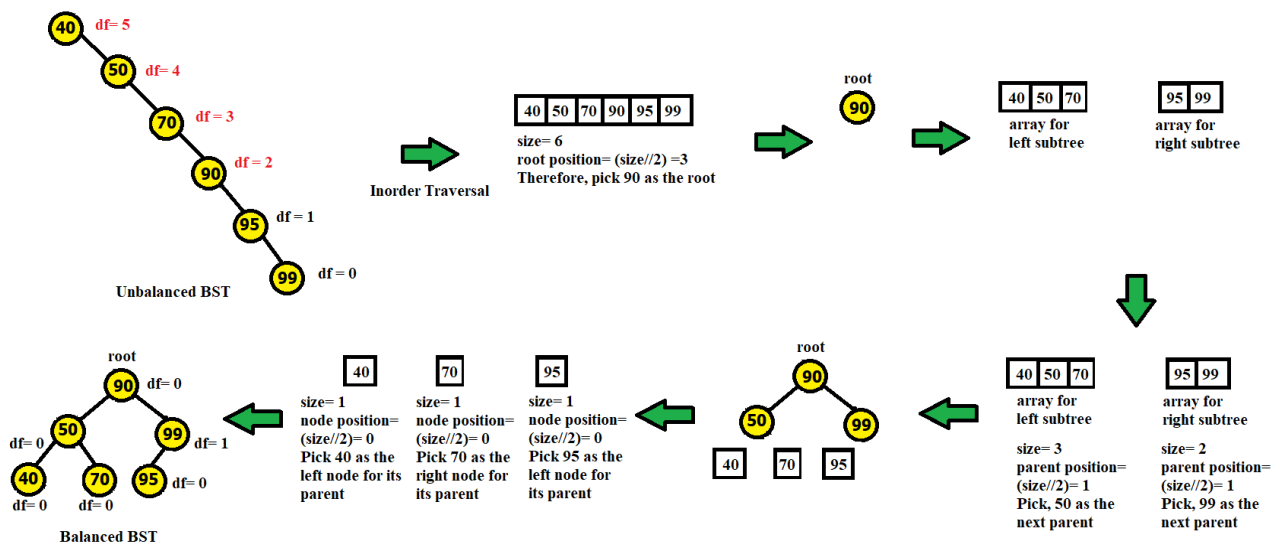 40 df= 5
50 df= 4
70 df= 3
90 df= 2
95 df= 1
99 df= 0
Unbalanced BST
Inorder Traversal
40 50 70 90 95 99
size= 6
root position= (size//2) =3
Therefore, pick 90 as the root
root
90
40 50 70
array for
left subtree
95 99
array for
right subtree
40 50 70
array for
left subtree
size= 3
parent position=
(size//2)= 1
Pick, 50 as the
next parent
95 99
array for
right subtree
size= 2
parent position=
(size//2)= 1
Pick, 99 as the
next parent
root
90
50 99
40 70 95
40
size= 1
node position=
(size//2)= 0
Pick 40 as the
left node for its
parent
70
size= 1
node position=
(size//2)= 0
Pick 70 as the
right node for
its parent
95
size= 1
node position=
(size//2)= 0
Pick 95 as the
left node for
its parent
root
90 df= 0
df= 0 50 99 df= 1
40 70 95 df= 0
df= 0 df= 0
Balanced BST